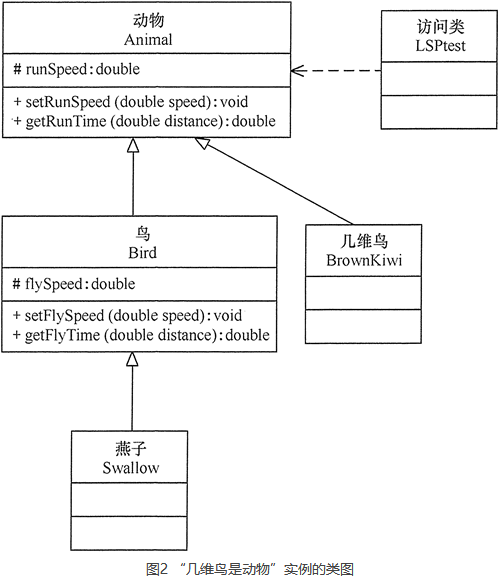 动物
Animal
# runSpeed:double
+ setRunSpeed (double speed):void
+ getRunTime (double distance):double
访问类
LSPtest
鸟
Bird
# flySpeed:double
+ setFlySpeed (double speed):void
+ getFlyTime (double distance):double
几维鸟
BrownKiwi
燕子
Swallow
图2 “几维鸟是动物”实例的类图